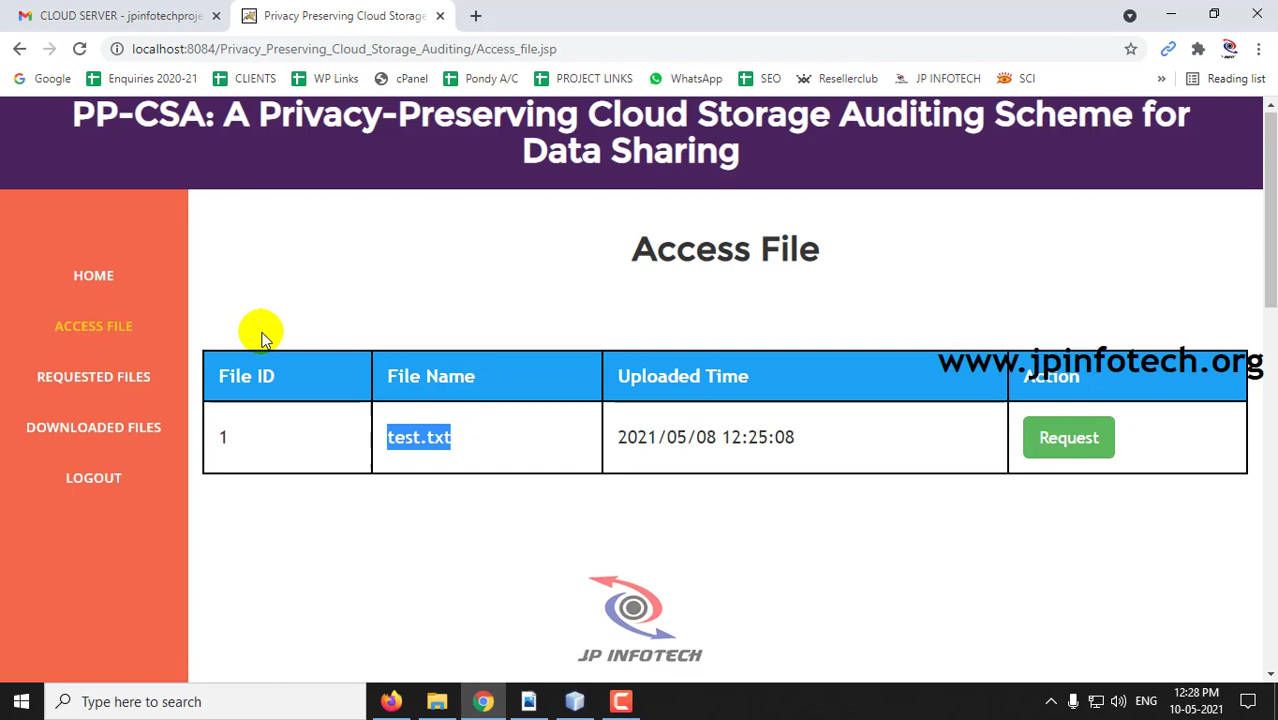 CLOUD SERVER - jpinfotechproje
Privacy Preserving Cloud Storage
localhost:8084/Privacy_Preserving_Cloud_Storage_Auditing/Access_file.jsp
Google
Enquiries 2020-21
CLIENTS
WP Links
cPanel
Pondy A/C
PROJECT LINKS
WhatsApp
SEO
Resellerclub
JP INFOTECH
SCI
»
Reading list
PP-CSA: A Privacy-Preserving Cloud Storage Auditing Scheme for
Data Sharing
HOME
ACCESS FILE
REQUESTED FILES
DOWNLOADED FILES
LOGOUT
Access File
www.jpinfotech.org
File ID File Name Uploaded Time Action
1 test.txt 2021/05/08 12:25:08 Request
JP INFOTECH
Type here to search
ENG
12:28 PM
10-05-2021